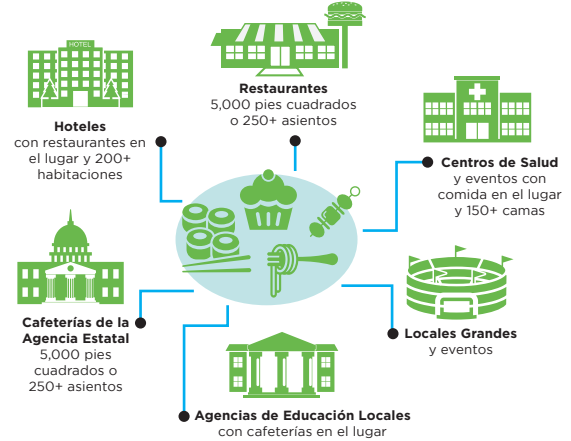 HOTEL
Restaurantes
5,000 pies cuadrados
o 250+ asientos
Hoteles
con restaurantes en
el lugar y 200+
habitaciones
Centros de Salud
y eventos con
comida en el lugar
y 150+ camas
Cafeterías de la
Agencia Estatal
5,000 pies
cuadrados o
250+ asientos
Locales Grandes
y eventos
Agencias de Educación Locales
con cafeterías en el lugar